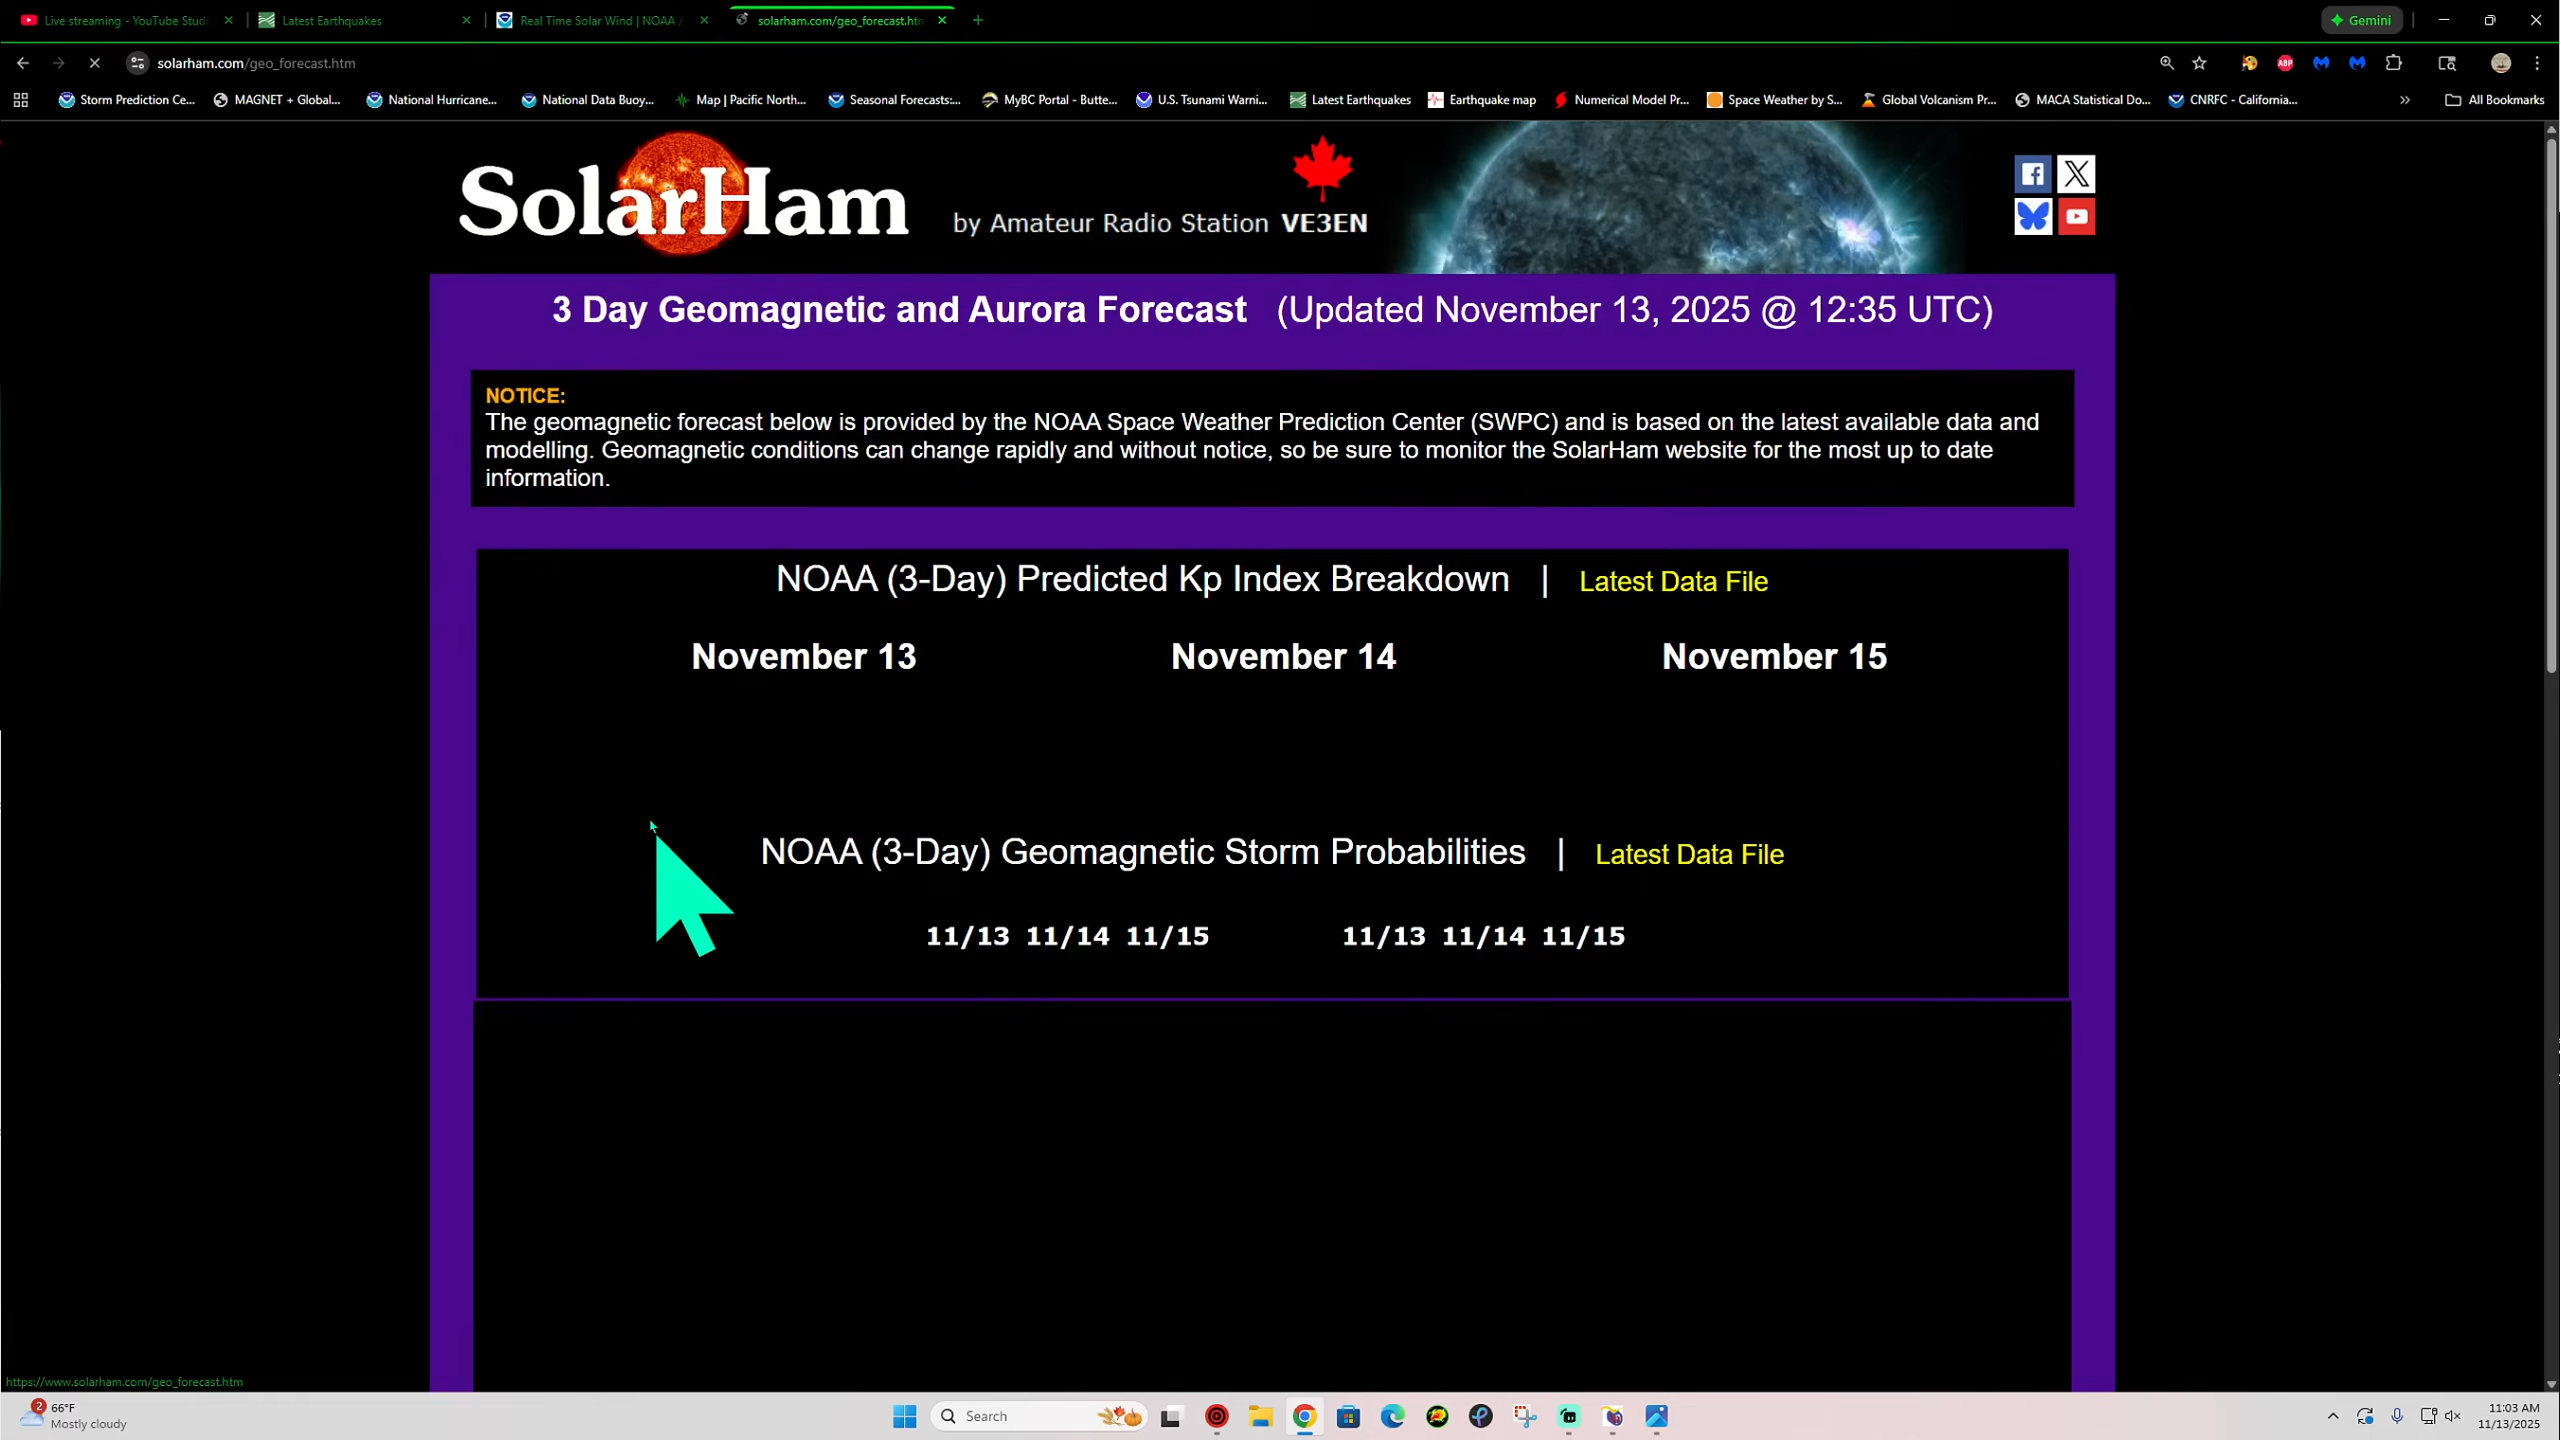 Live streaming - YouTube Studi
Latest Earthquakes
Real Time Solar Wind | NOAA /
solarham.com/geo_forecast.htm
Gemini
solarham.com/geo_forecast.htm
Storm Prediction Ce...
MAGNET + Global...
National Hurricane...
National Data Buoy...
Map | Pacific North...
Seasonal Forecasts:...
MyBC Portal - Butte...
U.S. Tsunami Warni...
Latest Earthquakes
Earthquake map
Numerical Model Pr...
Space Weather by S...
Global Volcanism Pr...
MACA Statistical Do...
CNRFC - California...
All Bookmarks
ABP
SolarHam
by Amateur Radio Station VE3EN
3 Day Geomagnetic and Aurora Forecast (Updated November 13, 2025 @ 12:35 UTC)
NOTICE:
The geomagnetic forecast below is provided by the NOAA Space Weather Prediction Center (SWPC) and is based on the latest available data and
modelling. Geomagnetic conditions can change rapidly and without notice, so be sure to monitor the SolarHam website for the most up to date
information.
NOAA (3-Day) Predicted Kp Index Breakdown | Latest Data File
November 13 November 14 November 15
NOAA (3-Day) Geomagnetic Storm Probabilities | Latest Data File
11/13 11/14 11/15 11/13 11/14 11/15
https://www.solarham.com/geo_forecast.htm
2
66°F
Mostly cloudy
Search
11:03 AM
11/13/2025